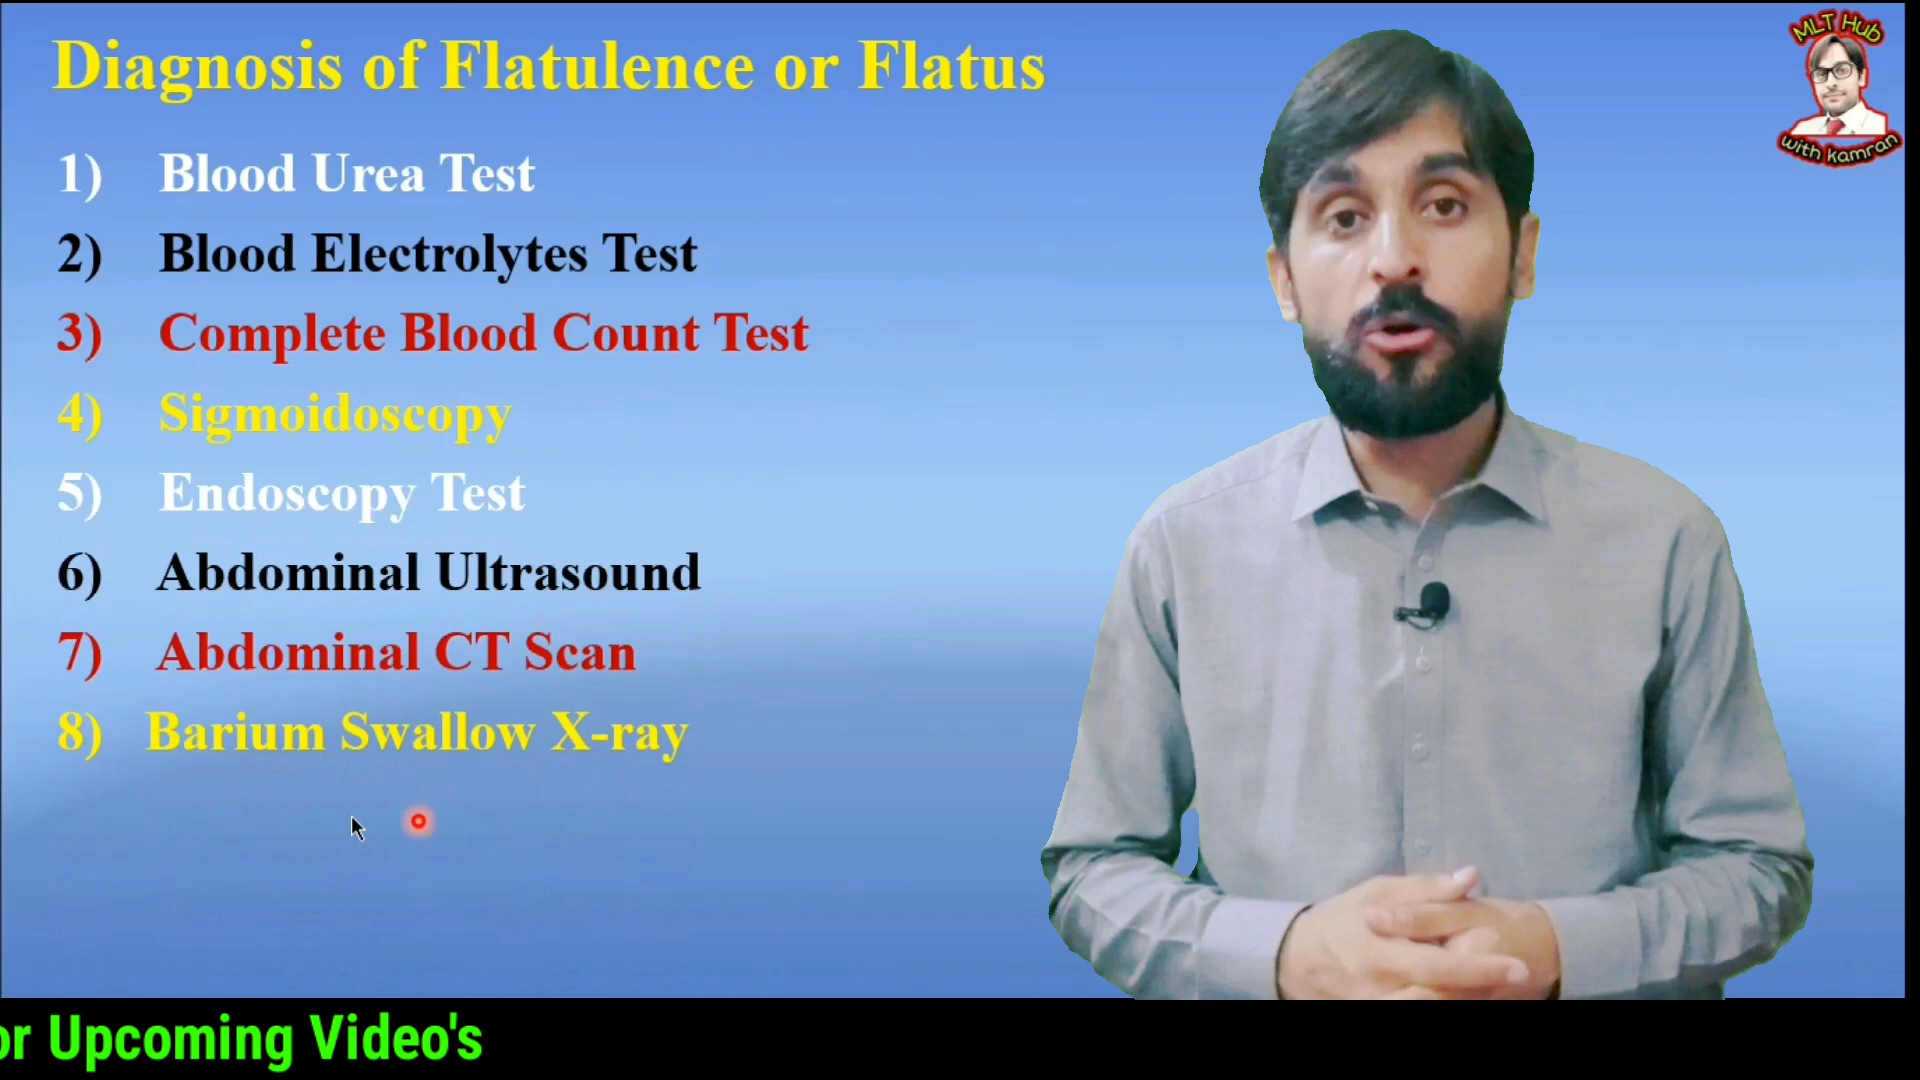 Diagnosis of Flatulence or Flatus
MLT Hub
with kamran
1) Blood Urea Test
2) Blood Electrolytes Test
3) Complete Blood Count Test
4) Sigmoidoscopy
5) Endoscopy Test
6) Abdominal Ultrasound
7) Abdominal CT Scan
8) Barium Swallow X-ray
or Upcoming Video's